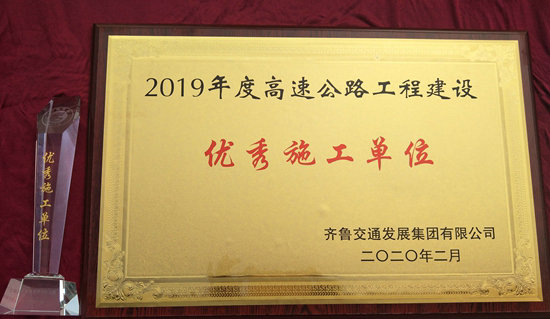 2019年度高速公路工程建设
优秀施工单位
齐鲁交通发展集团有限公司
二〇二〇年二月
优秀施工单位